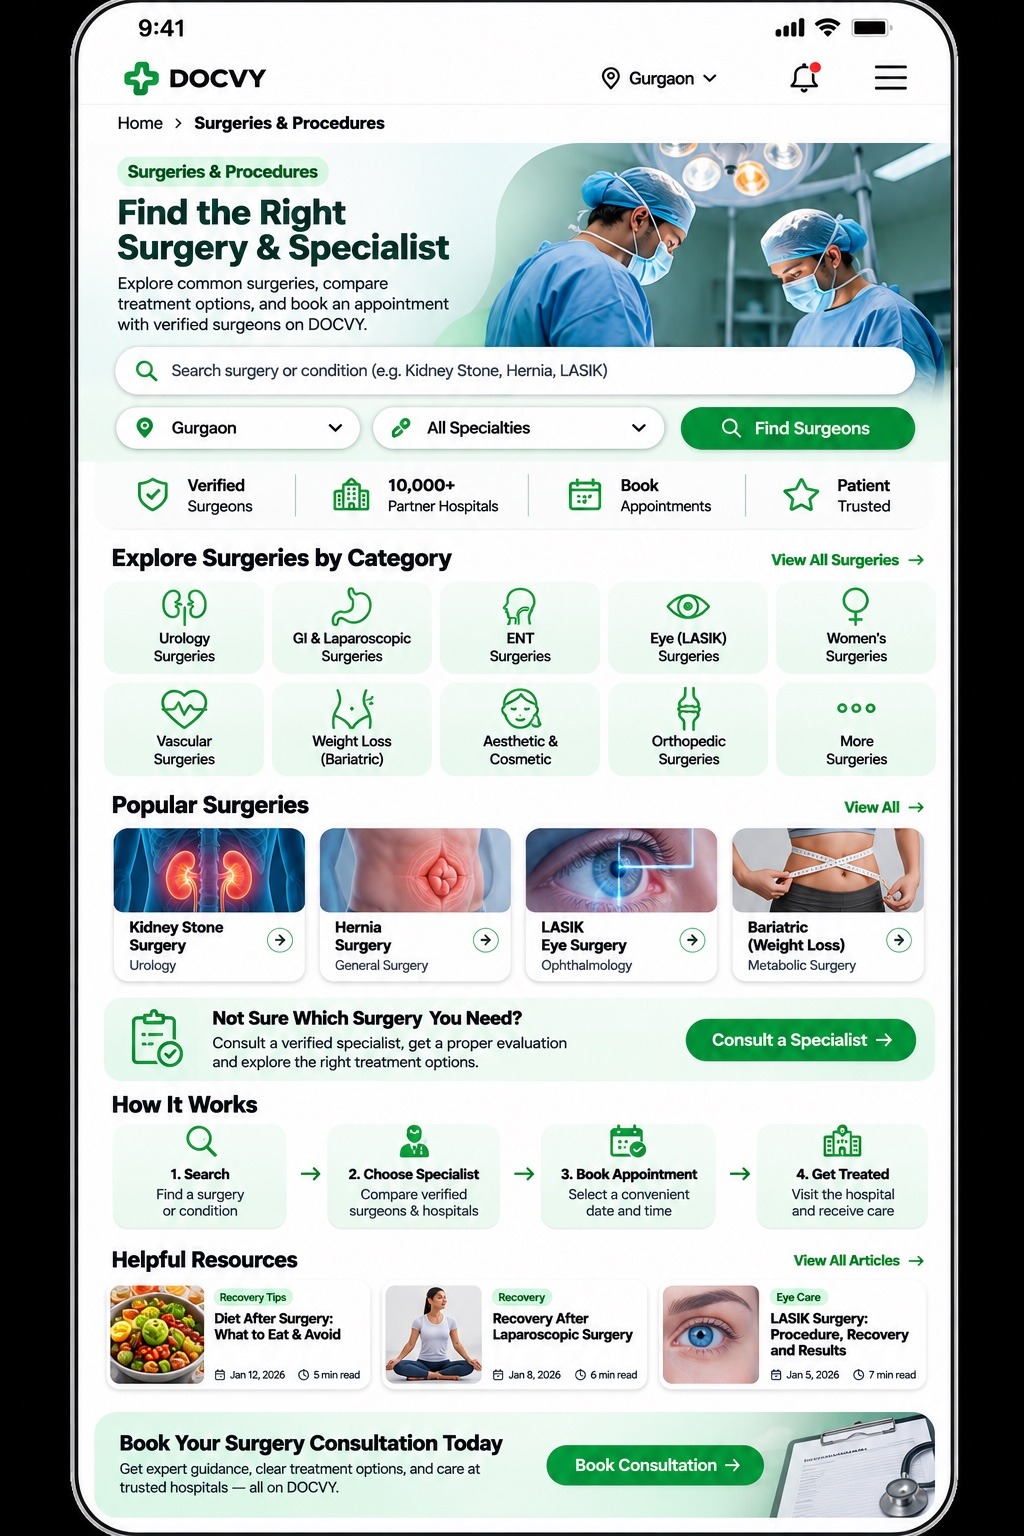 9:41
DOCVY
Gurgaon
Home > Surgeries & Procedures
Surgeries & Procedures
Find the Right
Surgery & Specialist
Explore common surgeries, compare
treatment options, and book an appointment
with verified surgeons on DOCVY.
Search surgery or condition (e.g. Kidney Stone, Hernia, LASIK)
Gurgaon
All Specialties
Find Surgeons
Verified
Surgeons
10,000+
Partner Hospitals
Book
Appointments
Patient
Trusted
Explore Surgeries by Category
View All Surgeries →
Urology
Surgeries
GI & Laparoscopic
Surgeries
ENT
Surgeries
Eye (LASIK)
Surgeries
Women's
Surgeries
Vascular
Surgeries
Weight Loss
(Bariatric)
Aesthetic &
Cosmetic
Orthopedic
Surgeries
More
Surgeries
Popular Surgeries
View All →
Kidney Stone
Surgery
Urology
Hernia
Surgery
General Surgery
LASIK
Eye Surgery
Ophthalmology
Bariatric
(Weight Loss)
Metabolic Surgery
Not Sure Which Surgery You Need?
Consult a verified specialist, get a proper evaluation
and explore the right treatment options.
Consult a Specialist →
How It Works
1. Search
Find a surgery
or condition
2. Choose Specialist
Compare verified
surgeons & hospitals
3. Book Appointment
Select a convenient
date and time
4. Get Treated
Visit the hospital
and receive care
Helpful Resources
View All Articles →
Recovery Tips
Diet After Surgery:
What to Eat & Avoid
Jan 12, 2026 5 min read
Recovery
Recovery After
Laparoscopic Surgery
Jan 8, 2026 6 min read
Eye Care
LASIK Surgery:
Procedure, Recovery
and Results
Jan 5, 2026 7 min read
Book Your Surgery Consultation Today
Get expert guidance, clear treatment options, and care at
trusted hospitals — all on DOCVY.
Book Consultation →